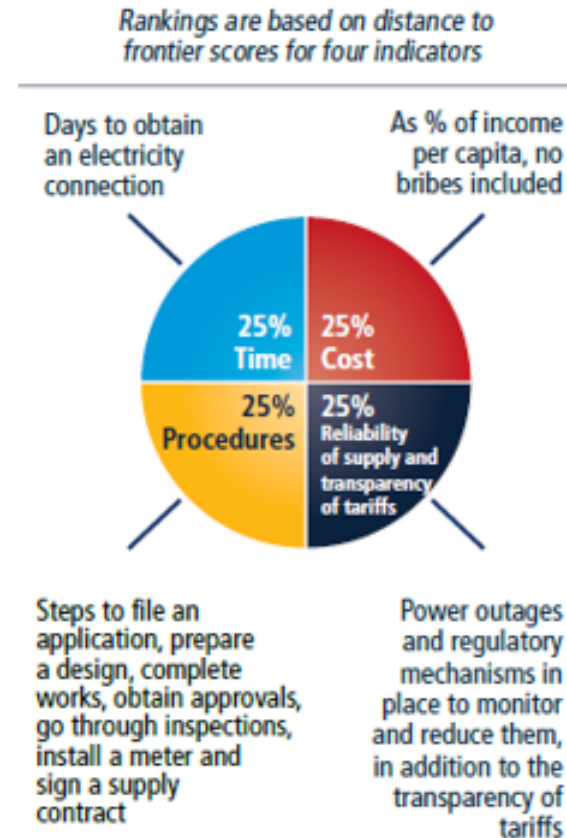 Rankings are based on distance to
frontier scores for four indicators
Days to obtain
an electricity
connection
As % of income
per capita, no
bribes included
25%
Time
25%
Cost
25%
Procedures
25%
Reliability
of supply and
transparency
of tariffs
Steps to file an
application, prepare
a design, complete
works, obtain approvals,
go through inspections,
install a meter and
sign a supply
contract
Power outages
and regulatory
mechanisms in
place to monitor
and reduce them,
in addition to the
transparency of
tariffs